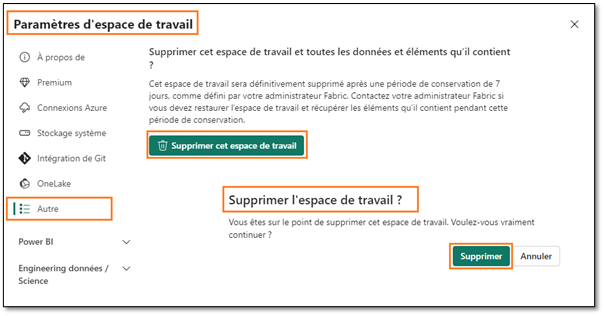 Paramètres d'espace de travail
À propos de
Premium
Connexions Azure
Stockage système
Intégration de Git
OneLake
Autre
Power BI
Engineering données /
Science
Supprimer cet espace de travail et toutes les données et éléments qu'il contient
?
Cet espace de travail sera définitivement supprimé après une période de conservation de 7
jours, comme défini par votre administrateur Fabric. Contactez votre administrateur Fabric si
vous devez restaurer l'espace de travail et récupérer les éléments qu'il contient pendant cette
période de conservation.
Supprimer cet espace de travail
Supprimer l'espace de travail ?
Vous êtes sur le point de supprimer cet espace de travail. Voulez-vous vraiment
continuer ?
Supprimer
Annuler